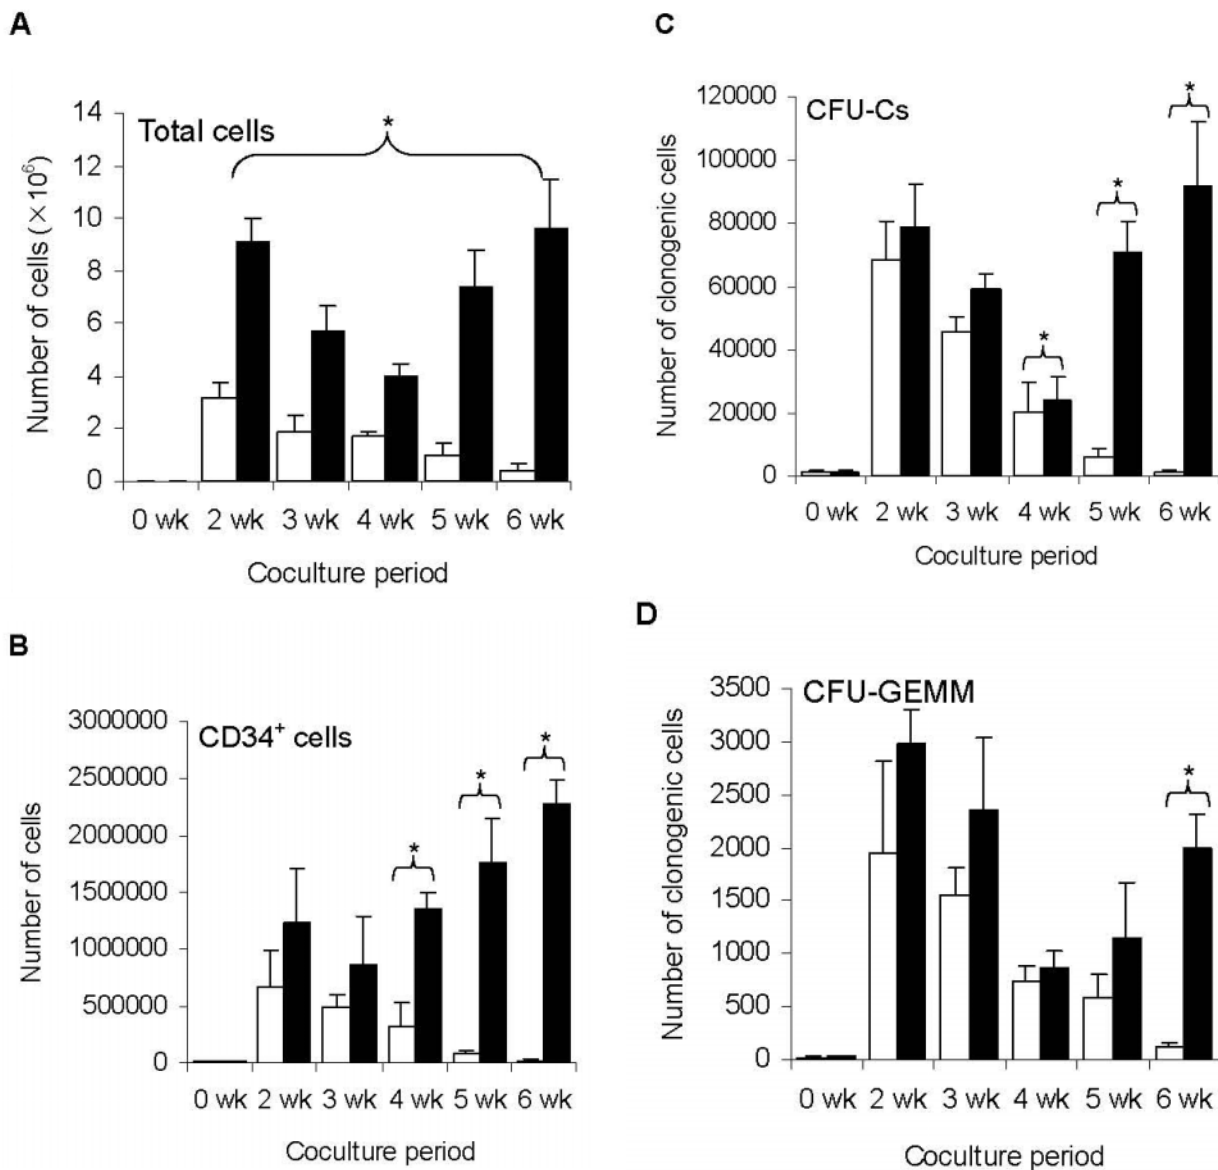 A
Total cells
*
Number of cells (×10⁶)
14
12
10
8
6
4
2
0
0 wk 2 wk 3 wk 4 wk 5 wk 6 wk
Coculture period
B
CD34⁺ cells
* * *
Number of cells
3000000
2500000
2000000
1500000
1000000
500000
0
0 wk 2 wk 3 wk 4 wk 5 wk 6 wk
Coculture period
C
CFU-Cs
* * *
Number of clonogenic cells
120000
100000
80000
60000
40000
20000
0
0 wk 2 wk 3 wk 4 wk 5 wk 6 wk
Coculture period
D
CFU-GEMM
*
Number of clonogenic cells
3500
3000
2500
2000
1500
1000
500
0
0 wk 2 wk 3 wk 4 wk 5 wk 6 wk
Coculture period